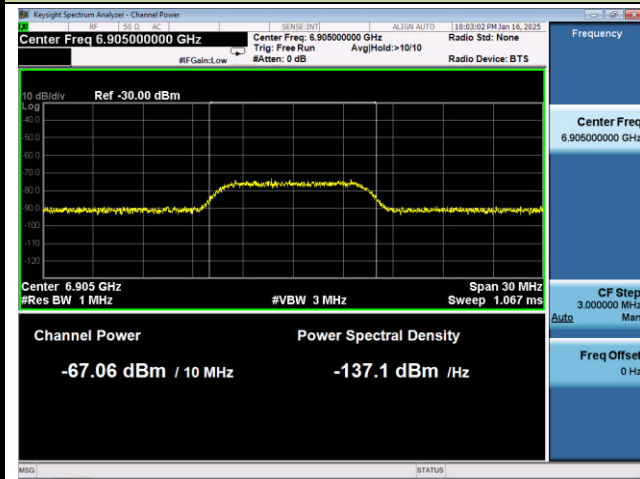 Keysight Spectrum Analyzer - Channel Power
RF 50 Ω AC SENSE:INT ALIGN AUTO 10:03:02 PM Jan 16, 2025
Center Freq 6.905000000 GHz
Center Freq: 6.905000000 GHz Radio Std: None
Trig: Free Run Avg|Hold:>10/10
#IFGain:Low #Atten: 0 dB Radio Device: BTS
Frequency
10 dB/div Ref -30.00 dBm
Log
-40.0
-50.0
-60.0
-70.0
-80.0
-90.0
-100
-110
-120
Center 6.905 GHz Span 30 MHz
#Res BW 1 MHz #VBW 3 MHz Sweep 1.067 ms
Channel Power Power Spectral Density
-67.06 dBm / 10 MHz -137.1 dBm /Hz
Center Freq
6.905000000 GHz
CF Step
3.000000 MHz
Auto Man
Freq Offset
0 Hz
MSG STATUS